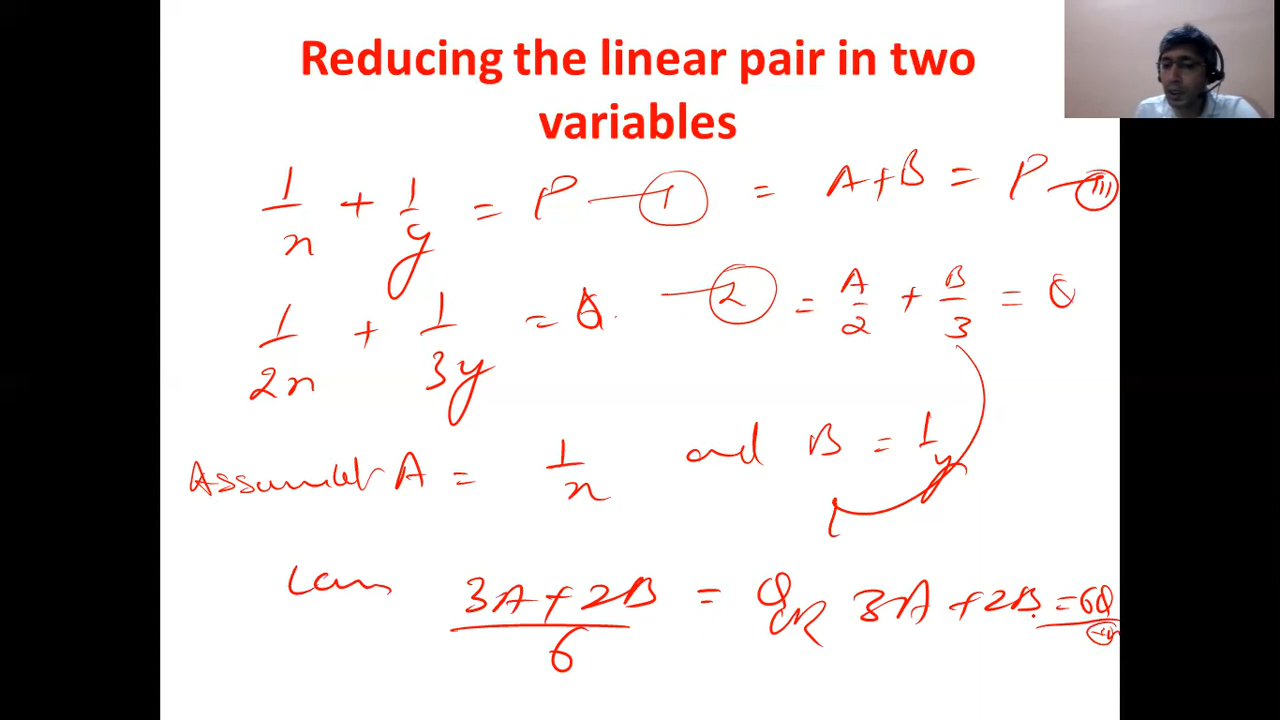 Reducing the linear pair in two
variables
1/x + 1/y = P — (1) = A+B = P — (III)
1/2x + 1/3y = Q — (2) = A/2 + B/3 = Q
A = 1/x and B = 1/y
(3A+2B)/6 = Q OR 3A+2B = 6Q